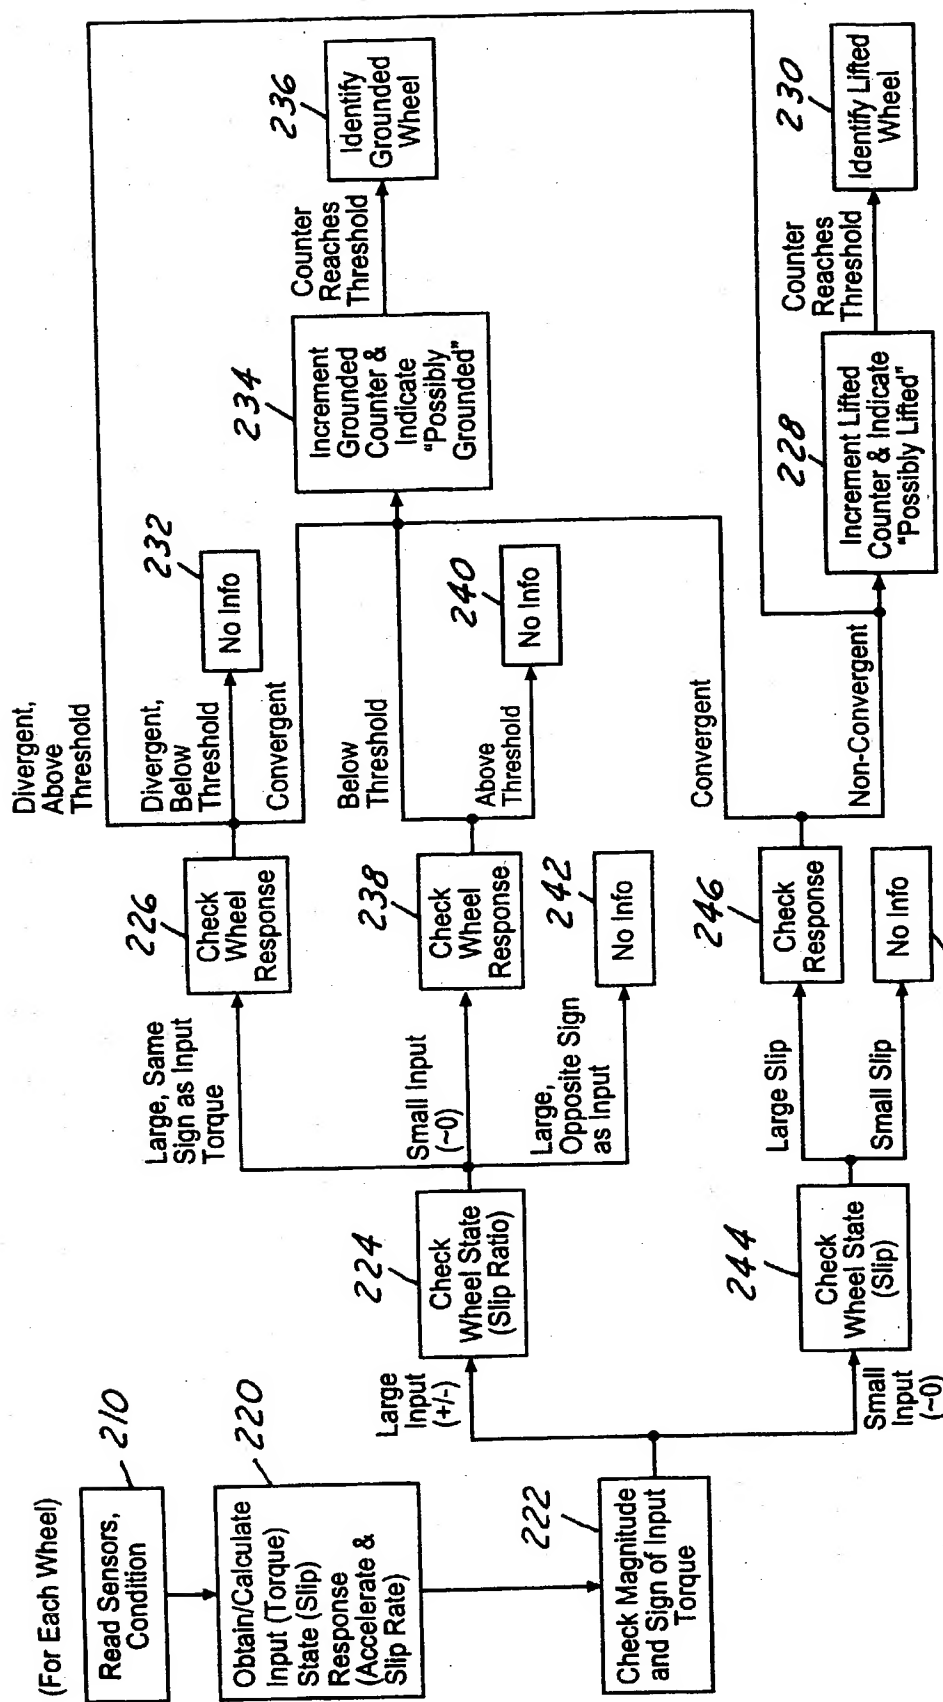 (For Each Wheel)
210
Read Sensors,
Condition
220
Obtain/Calculate
Input (Torque)
State (Slip)
Response
(Accelerate &
Slip Rate)
222
Check Magnitude
and Sign of Input
Torque
Large
Input
(+/-)
Small
Input
(~0)
224
Check
Wheel State
(Slip Ratio)
244
Check
Wheel State
(Slip)
Large, Same
Sign as Input
Torque
Small Input
(~0)
Large,
Opposite Sign
as Input
Large Slip
Small Slip
226
Check
Wheel
Response
238
Check
Wheel
Response
242
No Info
246
Check
Response
No Info
Divergent,
Above
Threshold
Divergent,
Below
Threshold
Convergent
Below
Threshold
Above
Threshold
Convergent
Non-Convergent
232
No Info
240
No Info
234
Increment
Grounded
Counter &
Indicate
“Possibly
Grounded”
228
Increment Lifted
Counter & Indicate
“Possibly Lifted”
Counter
Reaches
Threshold
Counter
Reaches
Threshold
236
Identify
Grounded
Wheel
230
Identify Lifted
Wheel